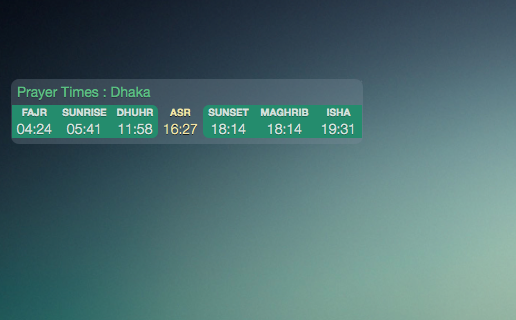 Prayer Times : Dhaka
FAJR SUNRISE DHUHR ASR SUNSET MAGHRIB ISHA
04:24 05:41 11:58 16:27 18:14 18:14 19:31